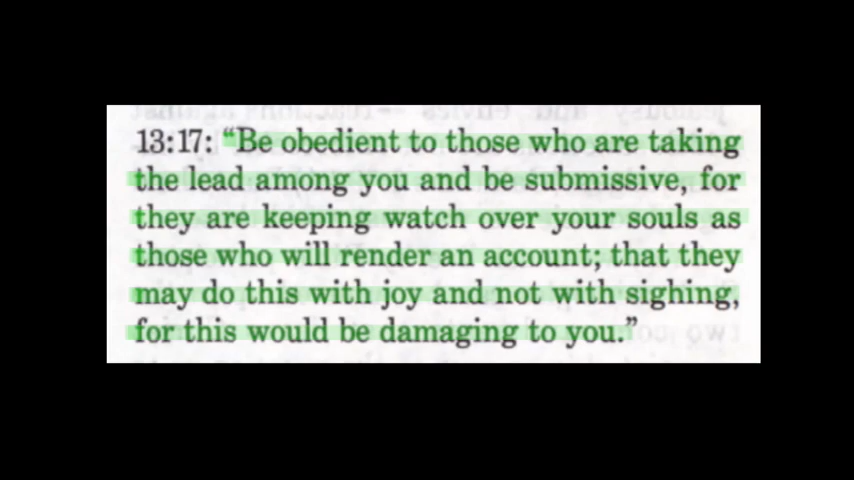 13:17: “Be obedient to those who are taking
the lead among you and be submissive, for
they are keeping watch over your souls as
those who will render an account; that they
may do this with joy and not with sighing,
for this would be damaging to you.”